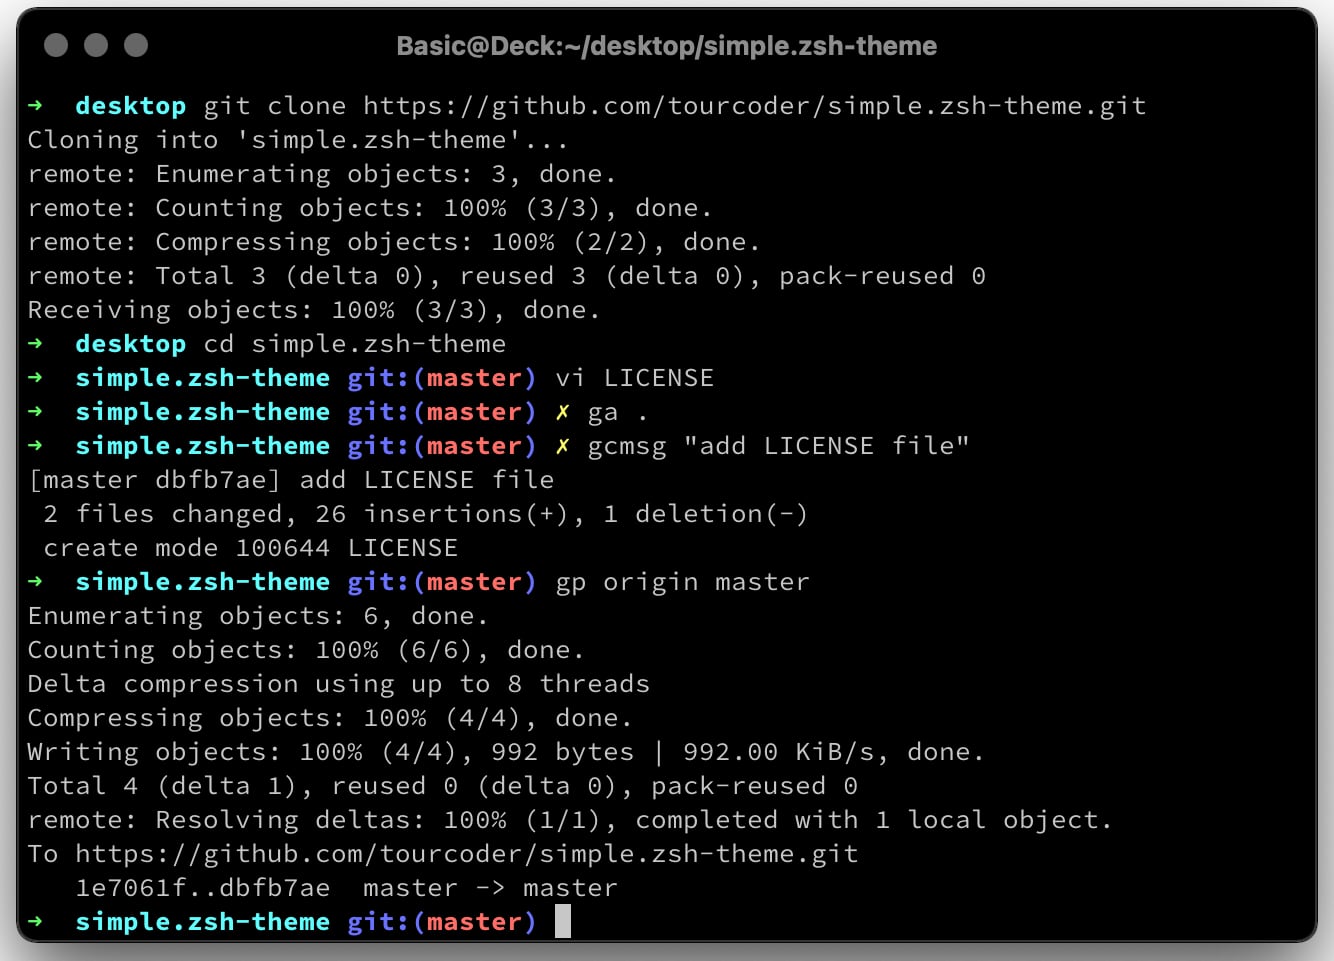 Basic@Deck:~/desktop/simple.zsh-theme
→  desktop git clone https://github.com/tourcoder/simple.zsh-theme.git
Cloning into 'simple.zsh-theme'...
remote: Enumerating objects: 3, done.
remote: Counting objects: 100% (3/3), done.
remote: Compressing objects: 100% (2/2), done.
remote: Total 3 (delta 0), reused 3 (delta 0), pack-reused 0
Receiving objects: 100% (3/3), done.
→  desktop cd simple.zsh-theme
→  simple.zsh-theme git:(master) vi LICENSE
→  simple.zsh-theme git:(master) ✗ ga .
→  simple.zsh-theme git:(master) ✗ gcmsg "add LICENSE file"
[master dbfb7ae] add LICENSE file
 2 files changed, 26 insertions(+), 1 deletion(-)
 create mode 100644 LICENSE
→  simple.zsh-theme git:(master) gp origin master
Enumerating objects: 6, done.
Counting objects: 100% (6/6), done.
Delta compression using up to 8 threads
Compressing objects: 100% (4/4), done.
Writing objects: 100% (4/4), 992 bytes | 992.00 KiB/s, done.
Total 4 (delta 1), reused 0 (delta 0), pack-reused 0
remote: Resolving deltas: 100% (1/1), completed with 1 local object.
To https://github.com/tourcoder/simple.zsh-theme.git
   1e7061f..dbfb7ae  master -> master
→  simple.zsh-theme git:(master)